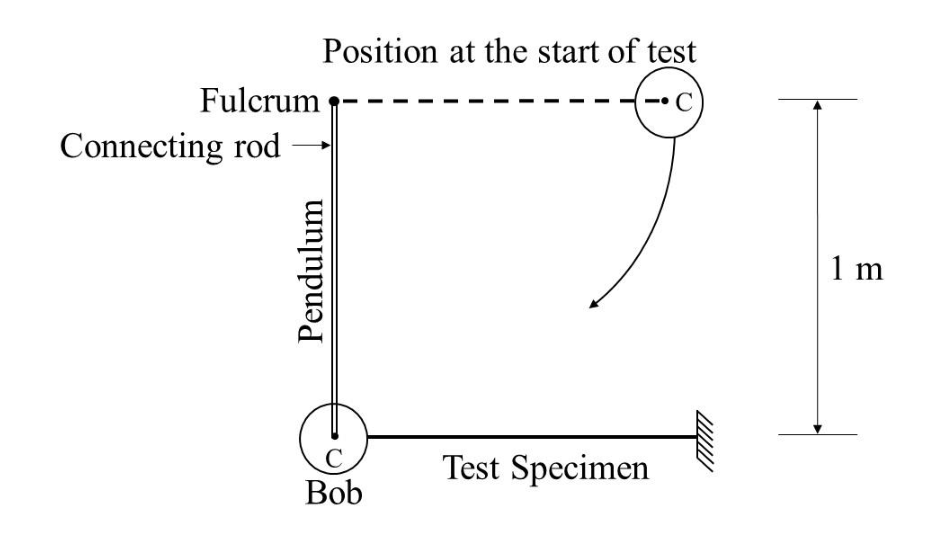 Position at the start of test
Fulcrum
C
Connecting rod
Pendulum
1 m
C
Test Specimen
Bob